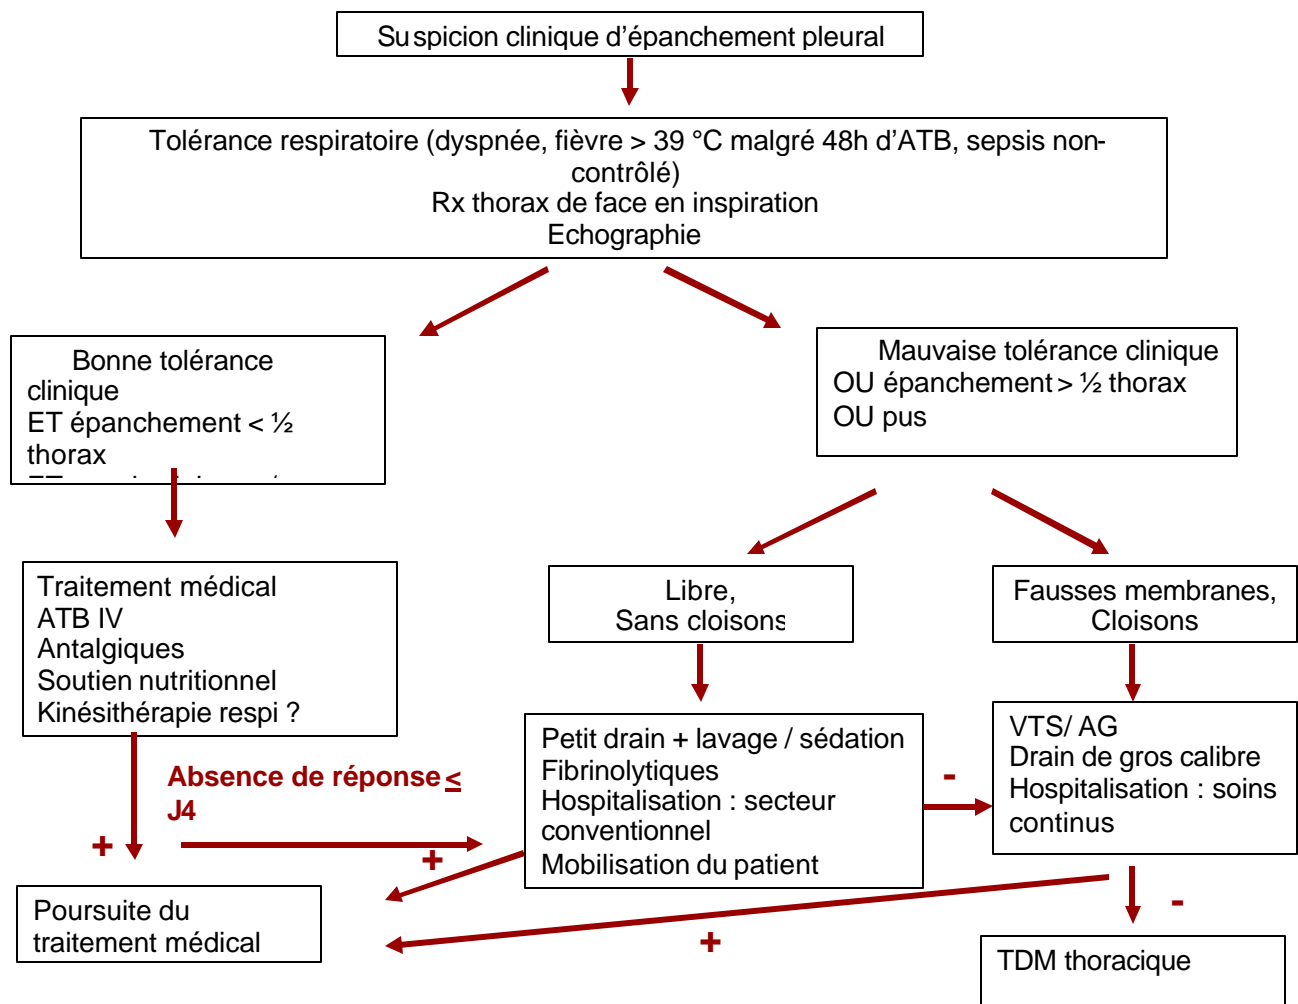 Suspicion clinique d’épanchement pleural
Tolérance respiratoire (dyspnée, fièvre > 39 °C malgré 48h d’ATB, sepsis non-
contrôlé)
Rx thorax de face en inspiration
Echographie
Bonne tolérance
clinique
ET épanchement < ½
thorax
Mauvaise tolérance clinique
OU épanchement > ½ thorax
OU pus
Traitement médical
ATB IV
Antalgiques
Soutien nutritionnel
Kinésithérapie respi ?
Libre,
Sans cloisons
Fausses membranes,
Cloisons
Petit drain + lavage / sédation
Fibrinolytiques
Hospitalisation : secteur
conventionnel
Mobilisation du patient
VTS/ AG
Drain de gros calibre
Hospitalisation : soins
continus
Absence de réponse ≤
J4
-
+
+
Poursuite du
traitement médical
+
-
TDM thoracique